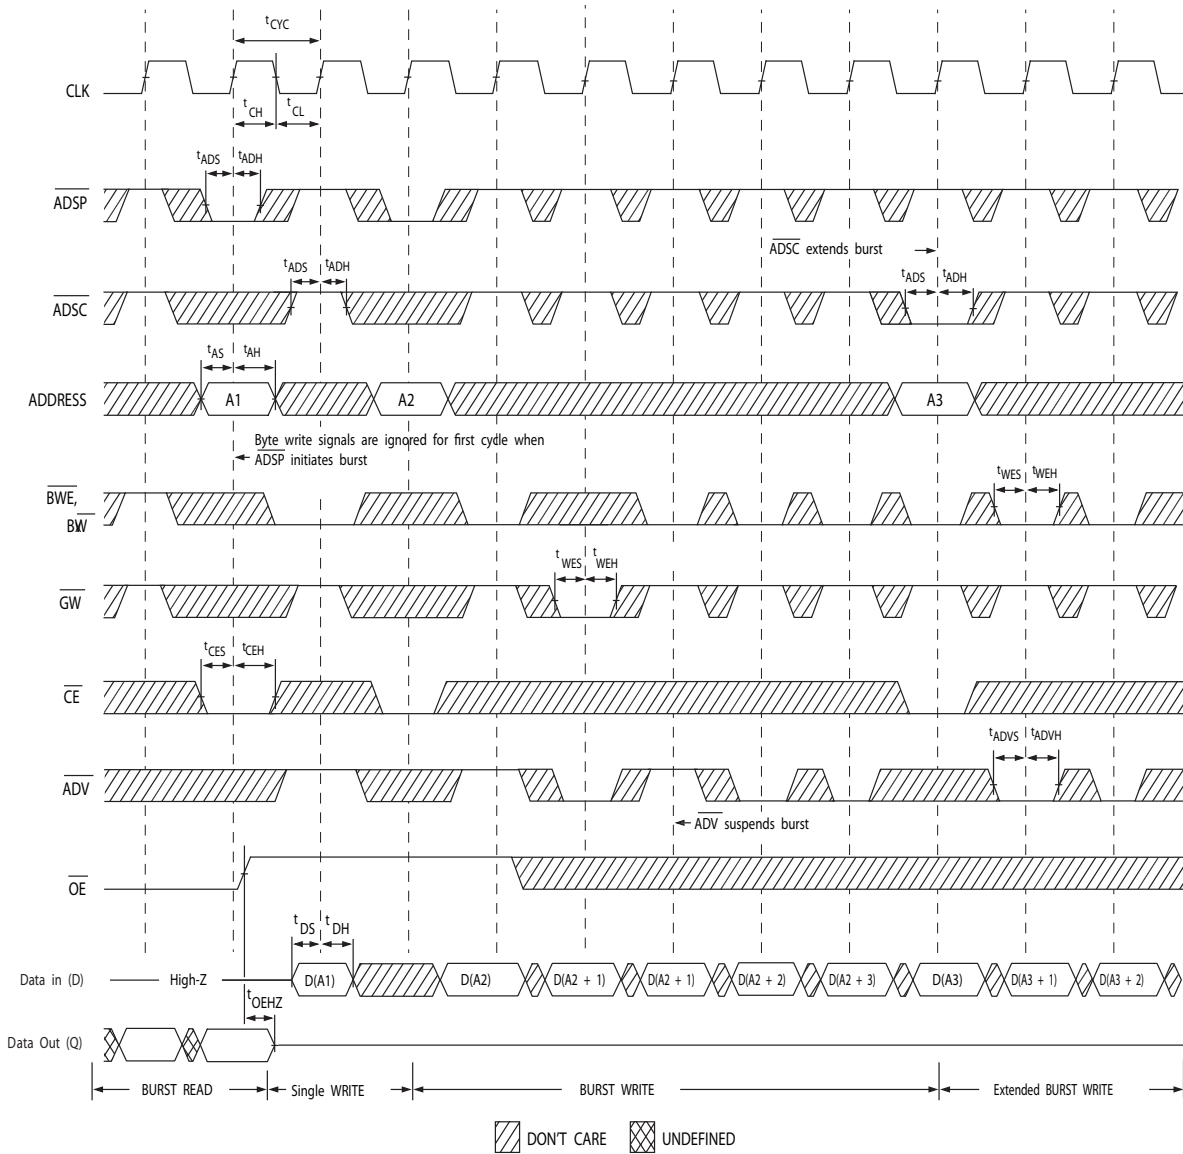 tCYC
CLK
tCH
tCL
tADS tADH
ADSP
ADSC extends burst
tADS tADH
tADS tADH
ADSC
tAS tAH
ADDRESS
A1
A2
A3
Byte write signals are ignored for first cycle when
ADSP initiates burst
tWES tWEH
BWE,
BWX
tWES tWEH
GW
tCES tCEH
CE
tADVS tADVH
ADV
ADV suspends burst
OE
tDS tDH
Data in (D)
High-Z
D(A1)
D(A2)
D(A2 + 1)
D(A2 + 1)
D(A2 + 2)
D(A2 + 3)
D(A3)
D(A3 + 1)
D(A3 + 2)
tOEHZ
Data Out (Q)
BURST READ
Single WRITE
BURST WRITE
Extended BURST WRITE
DON'T CARE
UNDEFINED